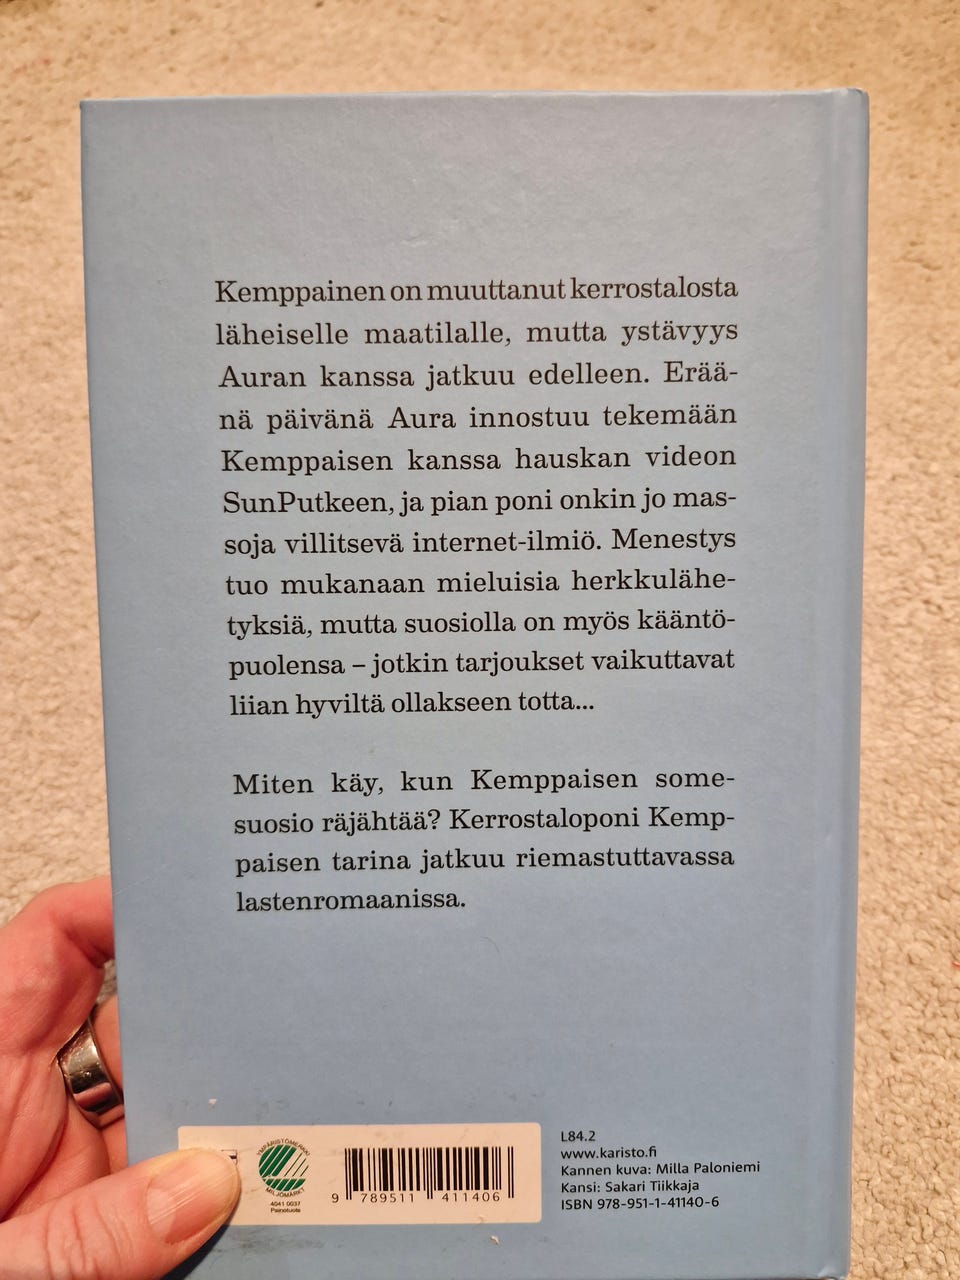 Kemppainen on muuttanut kerrostalosta
läheiselle maatilalle, mutta ystävyys
Auran kanssa jatkuu edelleen. Erää-
nä päivänä Aura innostuu tekemään
Kemppaisen kanssa hauskan videon
SunPutkeen, ja pian poni onkin jo mas-
soja villitsevä internet-ilmiö. Menestys
tuo mukanaan mieluisia herkkulähe-
tyksiä, mutta suosiolla on myös kääntö-
puolensa – jotkin tarjoukset vaikuttavat
liian hyviltä ollakseen totta...
Miten käy, kun Kemppaisen some-
suosio räjähtää? Kerrostaloponi Kemp-
paisen tarina jatkuu riemastuttavassa
lastenromaanissa.
YMPÄRISTÖMERKKI
MILJÖMÄRKT
4041 0037
Painotuote
9 789511 411406
L84.2
www.karisto.fi
Kannen kuva: Milla Paloniemi
Kansi: Sakari Tiikkaja
ISBN 978-951-1-41140-6